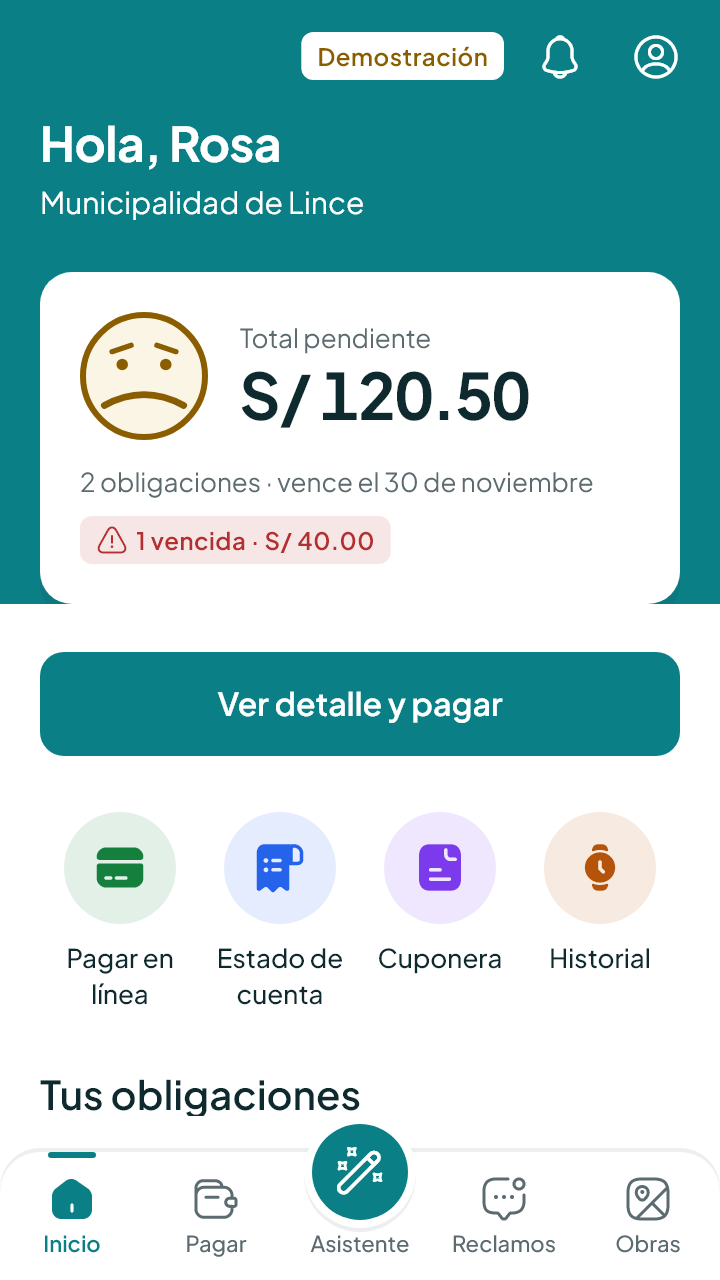 Demostración
Hola, Rosa
Municipalidad de Lince
Total pendiente
S/ 120.50
2 obligaciones · vence el 30 de noviembre
1 vencida · S/ 40.00
Ver detalle y pagar
Pagar en
línea
Estado de
cuenta
Cuponera
Historial
Tus obligaciones
Inicio
Pagar
Asistente
Reclamos
Obras